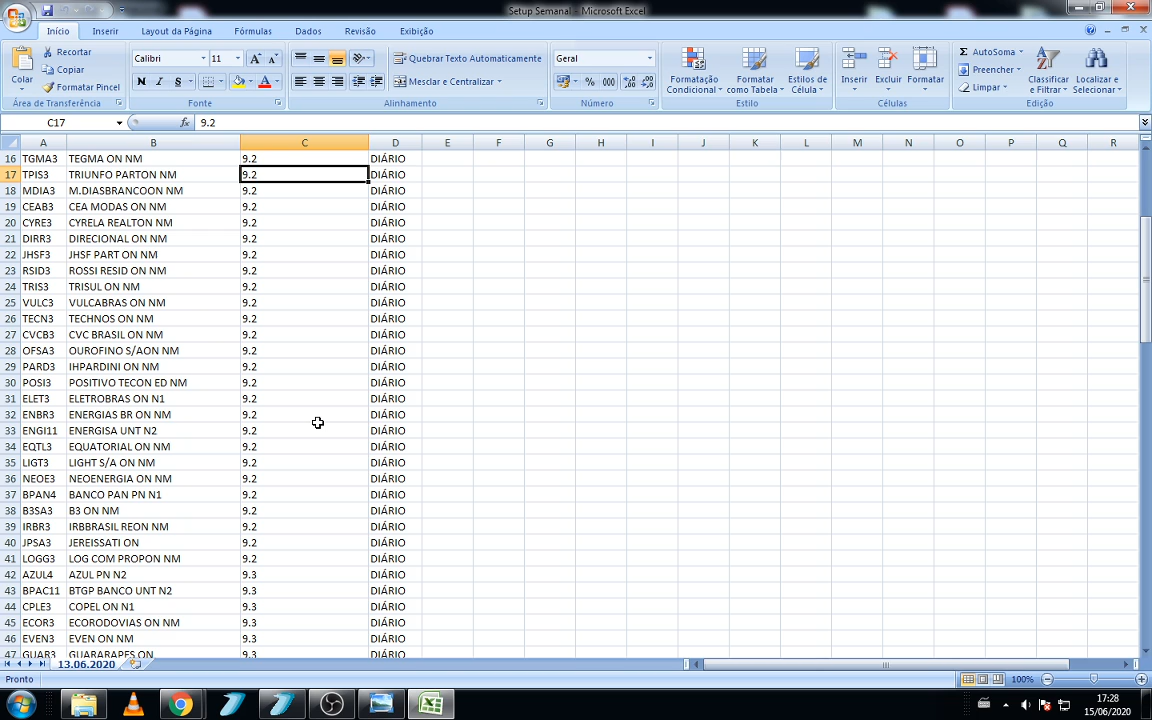 Setup Semanal - Microsoft Excel
Início Inserir Layout da Página Fórmulas Dados Revisão Exibição
Colar Recortar Copiar Formatar Pincel
Calibri 11
N I S
Quebrar Texto Automaticamente
Mesclar e Centralizar
Geral
% 000
Formatação Condicional
Formatar como Tabela
Estilos de Célula
Inserir Excluir Formatar
AutoSoma
Preencher
Limpar
Classificar e Filtrar
Localizar e Selecionar
Área de Transferência Fonte Alinhamento Número Estilo Células Edição
C17 fx 9.2
A B C D E F G H I J K L M N O P Q R
16 TGMA3 TEGMA ON NM 9.2 DIÁRIO
17 TPIS3 TRIUNFO PARTON NM 9.2 DIÁRIO
18 MDIA3 M.DIASBRANCOON NM 9.2 DIÁRIO
19 CEAB3 CEA MODAS ON NM 9.2 DIÁRIO
20 CYRE3 CYRELA REALTON NM 9.2 DIÁRIO
21 DIRR3 DIRECIONAL ON NM 9.2 DIÁRIO
22 JHSF3 JHSF PART ON NM 9.2 DIÁRIO
23 RSID3 ROSSI RESID ON NM 9.2 DIÁRIO
24 TRIS3 TRISUL ON NM 9.2 DIÁRIO
25 VULC3 VULCABRAS ON NM 9.2 DIÁRIO
26 TECN3 TECHNOS ON NM 9.2 DIÁRIO
27 CVCB3 CVC BRASIL ON NM 9.2 DIÁRIO
28 OFSA3 OUROFINO S/AON NM 9.2 DIÁRIO
29 PARD3 IHPARDINI ON NM 9.2 DIÁRIO
30 POSI3 POSITIVO TECON ED NM 9.2 DIÁRIO
31 ELET3 ELETROBRAS ON N1 9.2 DIÁRIO
32 ENBR3 ENERGIAS BR ON NM 9.2 DIÁRIO
33 ENGI11 ENERGISA UNT N2 9.2 DIÁRIO
34 EQTL3 EQUATORIAL ON NM 9.2 DIÁRIO
35 LIGT3 LIGHT S/A ON NM 9.2 DIÁRIO
36 NEOE3 NEOENERGIA ON NM 9.2 DIÁRIO
37 BPAN4 BANCO PAN PN N1 9.2 DIÁRIO
38 B3SA3 B3 ON NM 9.2 DIÁRIO
39 IRBR3 IRBBRASIL REON NM 9.2 DIÁRIO
40 JPSA3 JEREISSATI ON 9.2 DIÁRIO
41 LOGG3 LOG COM PROPON NM 9.2 DIÁRIO
42 AZUL4 AZUL PN N2 9.3 DIÁRIO
43 BPAC11 BTGP BANCO UNT N2 9.3 DIÁRIO
44 CPLE3 COPEL ON N1 9.3 DIÁRIO
45 ECOR3 ECORODOVIAS ON NM 9.3 DIÁRIO
46 EVEN3 EVEN ON NM 9.3 DIÁRIO
47 GUAR3 GUARARAPES ON 9.3 DIÁRIO
13.06.2020
Pronto 100%
17:28
15/06/2020